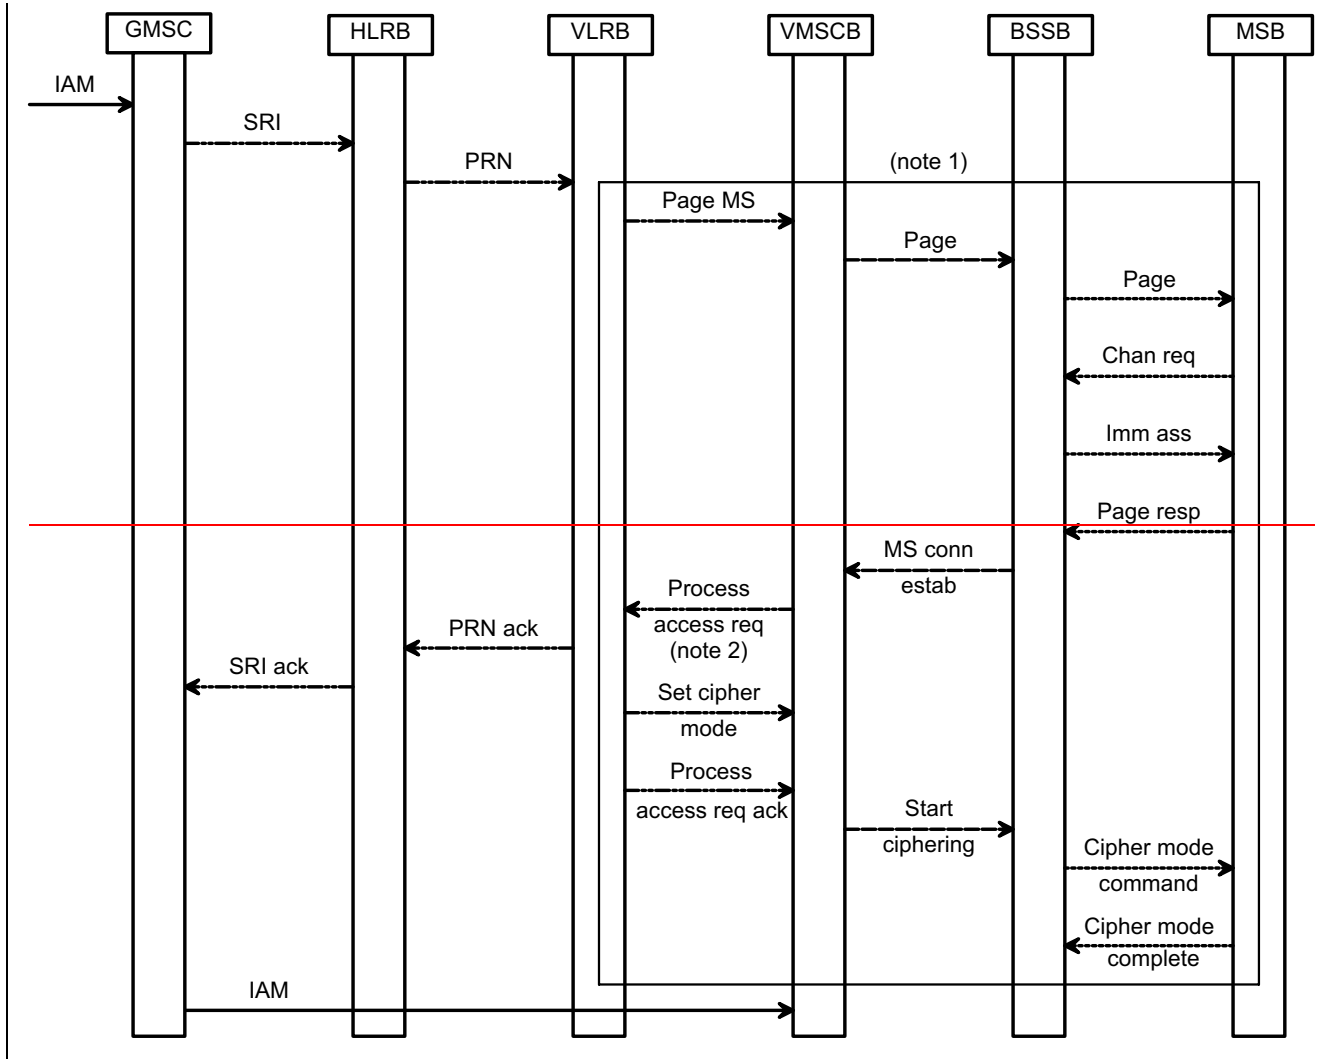 GMSC HLRB VLRB VMSCB BSSB MSB
IAM
SRI
PRN
(note 1)
Page MS
Page
Page
Chan req
Imm ass
Page resp
MS conn
estab
Process
access req
(note 2)
PRN ack
SRI ack
Set cipher
mode
Process
access req ack
Start
ciphering
Cipher mode
command
Cipher mode
complete
IAM